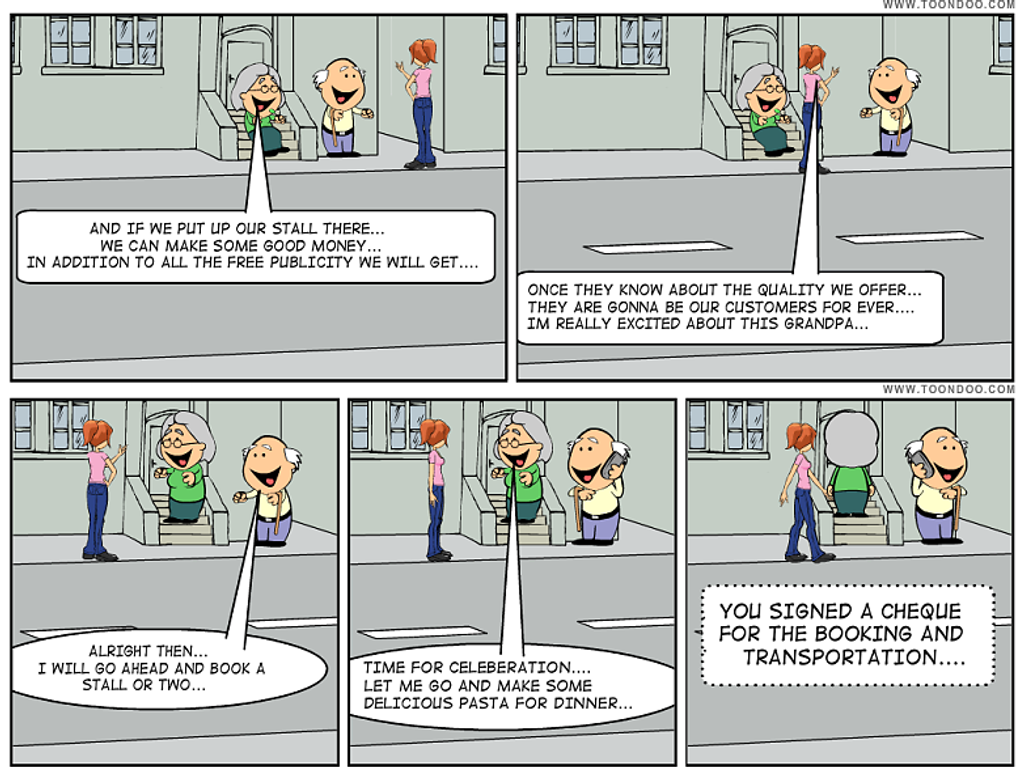 WWW.TOONDOO.COM
AND IF WE PUT UP OUR STALL THERE...
WE CAN MAKE SOME GOOD MONEY...
IN ADDITION TO ALL THE FREE PUBLICITY WE WILL GET....
ONCE THEY KNOW ABOUT THE QUALITY WE OFFER...
THEY ARE GONNA BE OUR CUSTOMERS FOR EVER....
IM REALLY EXCITED ABOUT THIS GRANDPA...
WWW.TOONDOO.COM
ALRIGHT THEN...
I WILL GO AHEAD AND BOOK A
STALL OR TWO...
TIME FOR CELEBERATION....
LET ME GO AND MAKE SOME
DELICIOUS PASTA FOR DINNER...
YOU SIGNED A CHEQUE
FOR THE BOOKING AND
TRANSPORTATION....